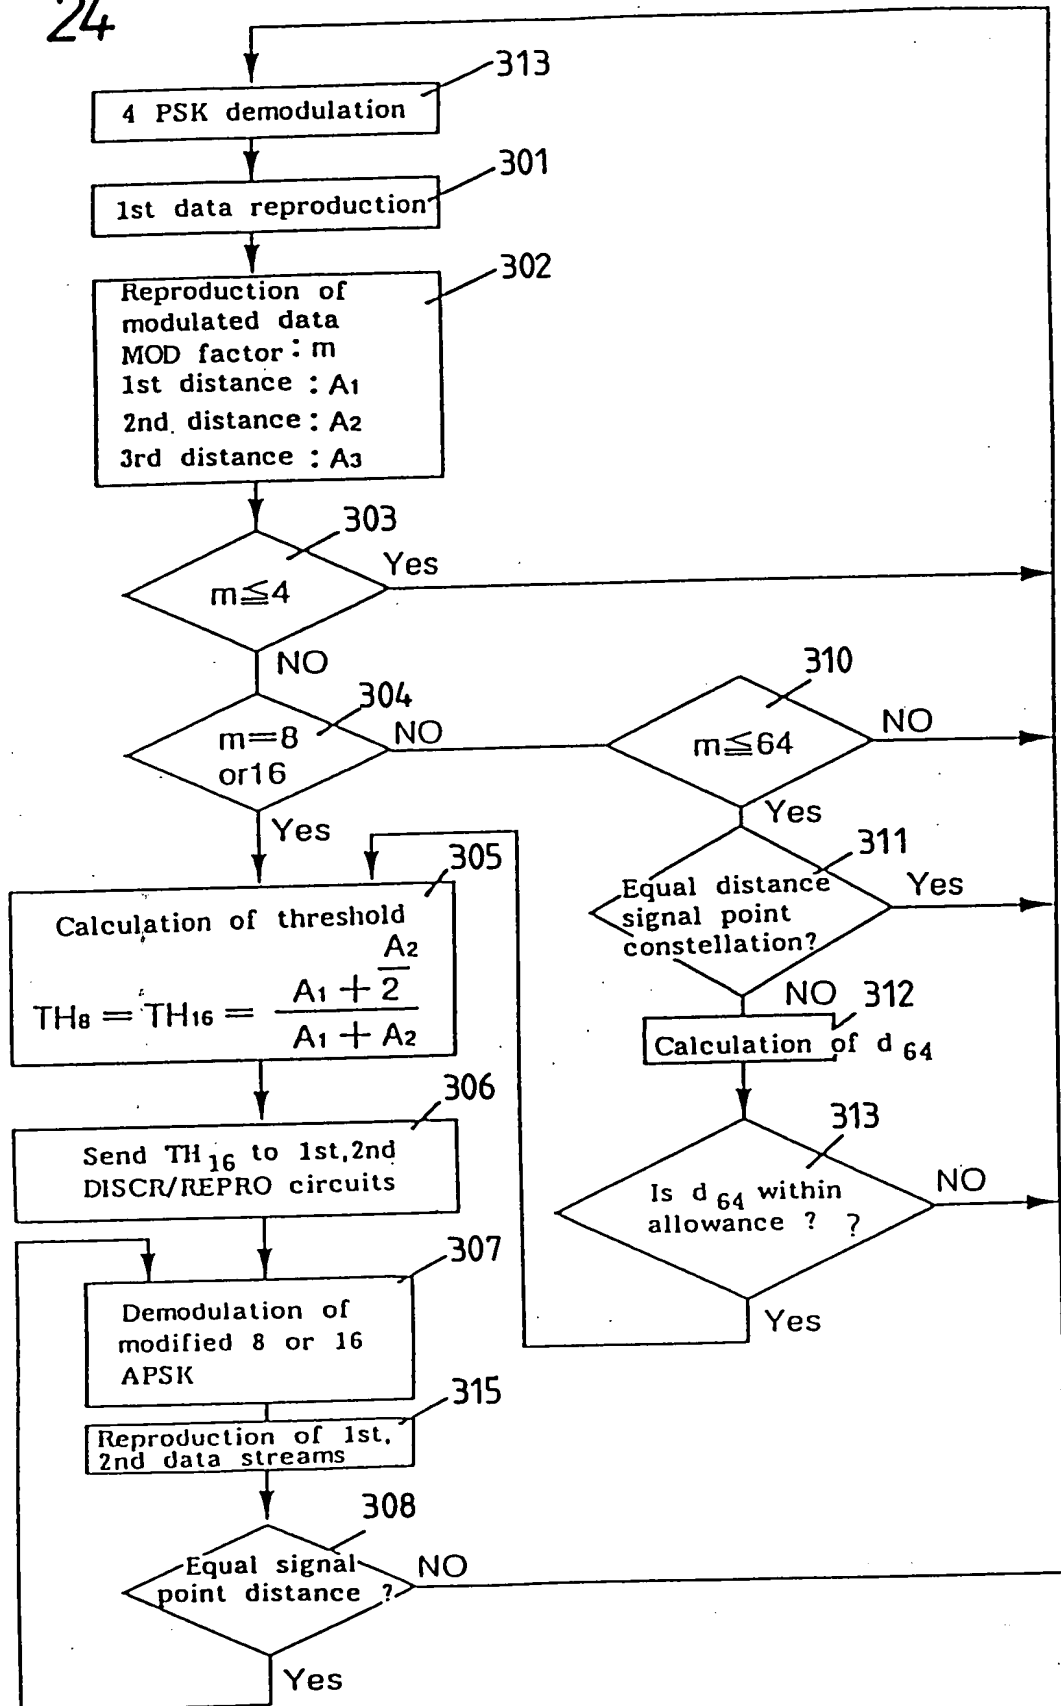 24
313
4 PSK demodulation
301
1st data reproduction
302
Reproduction of
modulated data
MOD factor : m
1st distance : A1
2nd. distance : A2
3rd distance : A3
303
m≦4
Yes
NO
304
m=8
or16
NO
Yes
310
m≦64
NO
Yes
311
Equal distance
signal point
constellation?
Yes
NO
312
Calculation of d 64
313
Is d 64 within
allowance ? ?
NO
Yes
305
Calculation of threshold
TH8 = TH16 = (A1 + A2/2) / (A1 + A2)
306
Send TH16 to 1st,2nd
DISCR/REPRO circuits
307
Demodulation of
modified 8 or 16
APSK
315
Reproduction of 1st,
2nd data streams
308
Equal signal
point distance ?
NO
Yes